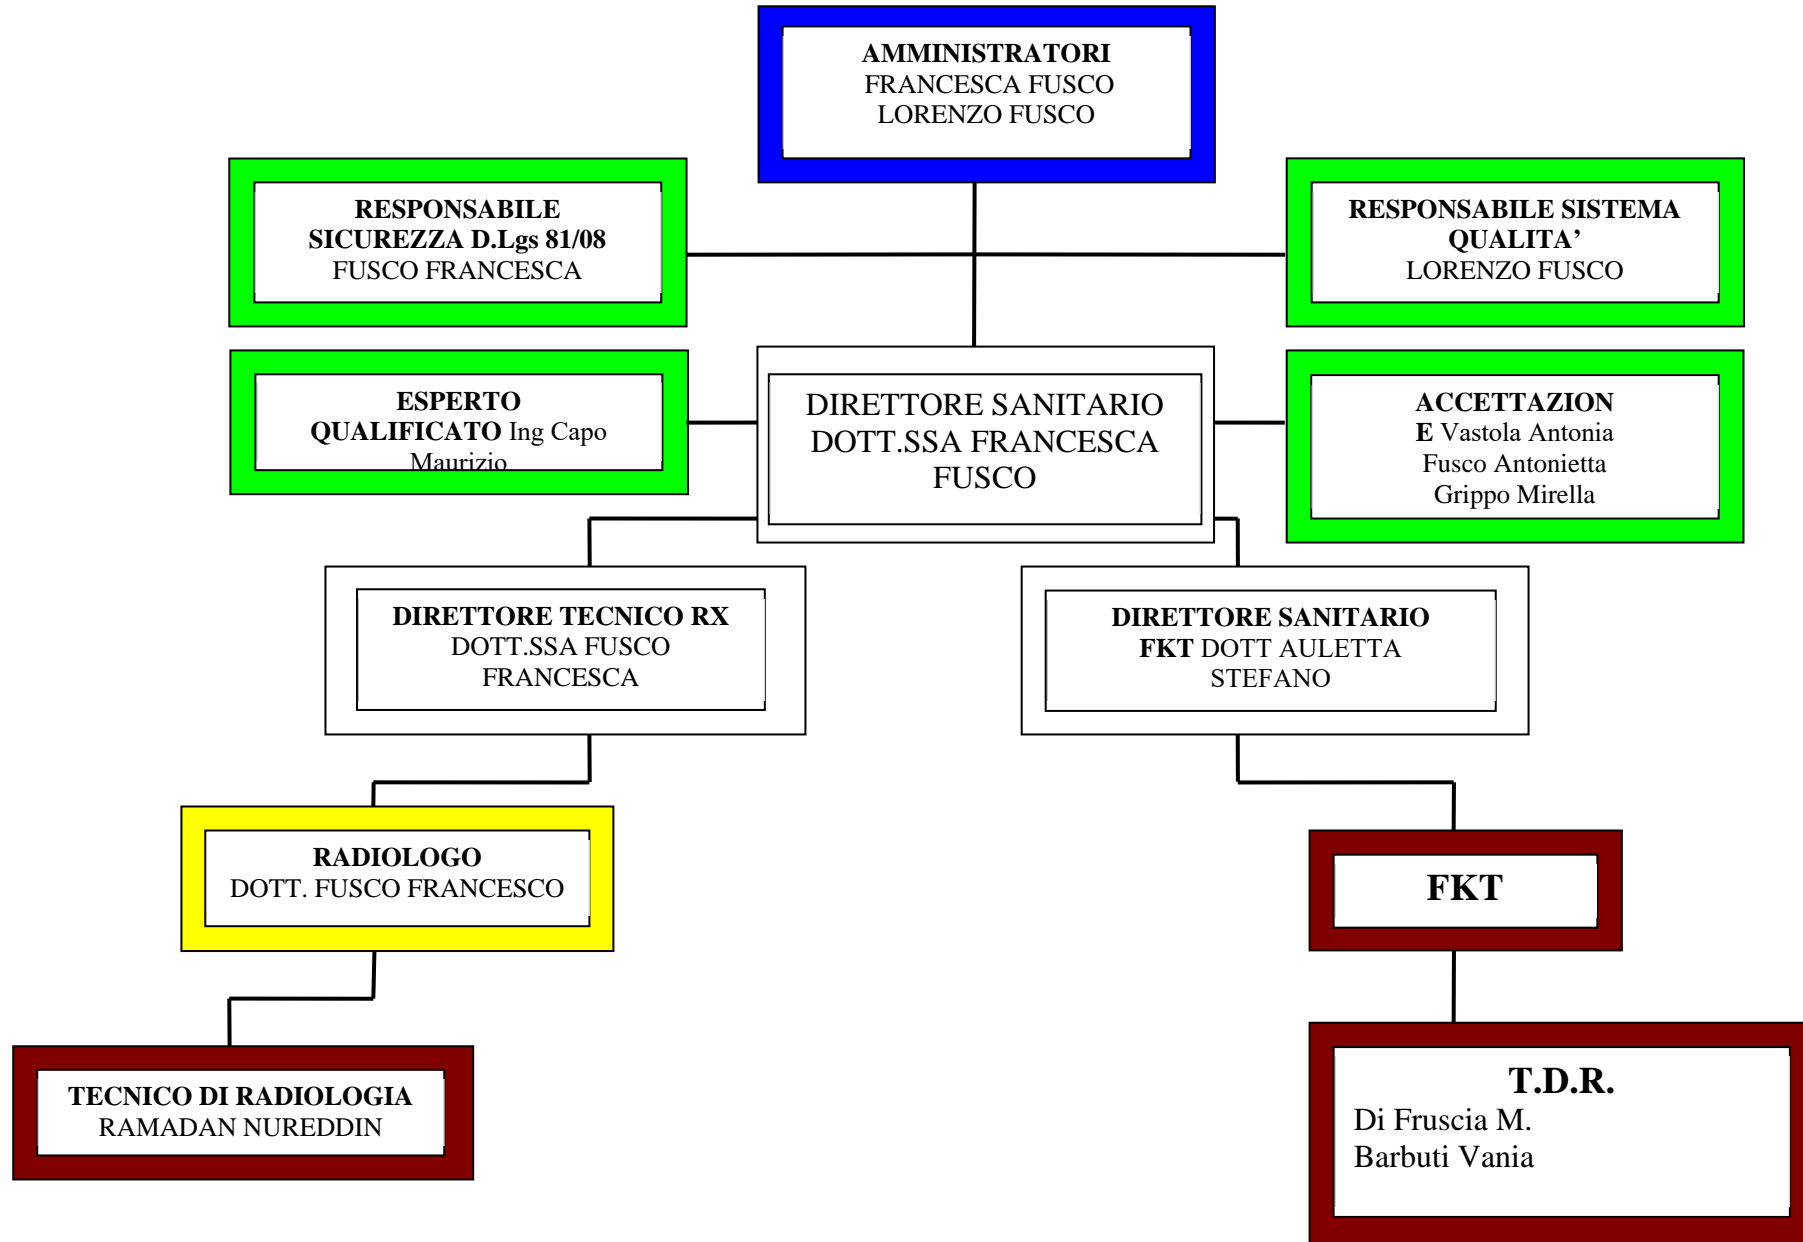 AMMINISTRATORI
FRANCESCA FUSCO
LORENZO FUSCO
RESPONSABILE
SICUREZZA D.Lgs 81/08
FUSCO FRANCESCA
RESPONSABILE SISTEMA
QUALITA’
LORENZO FUSCO
ESPERTO
QUALIFICATO Ing Capo
Maurizio
DIRETTORE SANITARIO
DOTT.SSA FRANCESCA
FUSCO
ACCETTAZION
E Vastola Antonia
Fusco Antonietta
Grippo Mirella
DIRETTORE TECNICO RX
DOTT.SSA FUSCO
FRANCESCA
DIRETTORE SANITARIO
FKT DOTT AULETTA
STEFANO
RADIOLOGO
DOTT. FUSCO FRANCESCO
FKT
TECNICO DI RADIOLOGIA
RAMADAN NUREDDIN
T.D.R.
Di Fruscia M.
Barbuti Vania